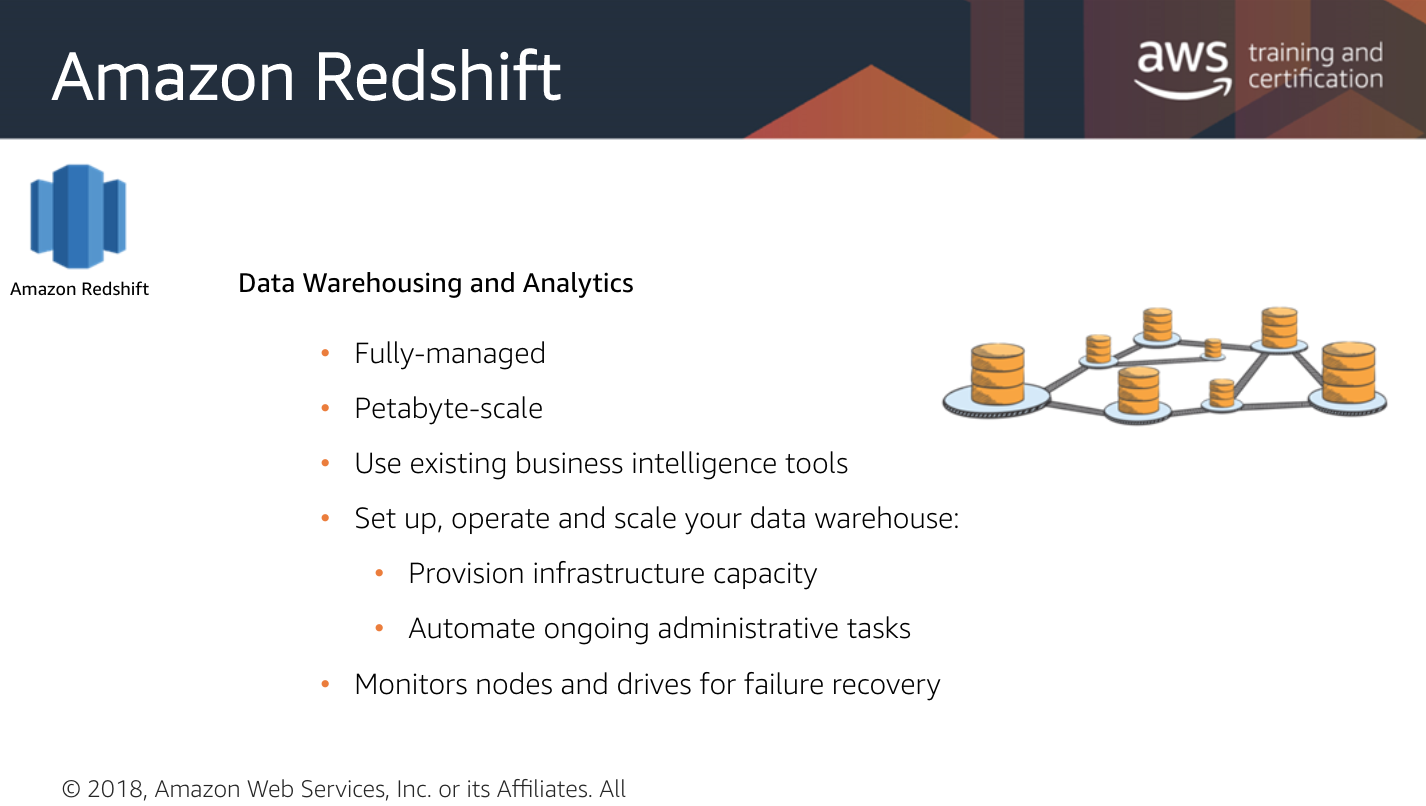 Amazon Redshift
aws training and
certification
Amazon Redshift
Data Warehousing and Analytics
• Fully-managed
• Petabyte-scale
• Use existing business intelligence tools
• Set up, operate and scale your data warehouse:
• Provision infrastructure capacity
• Automate ongoing administrative tasks
• Monitors nodes and drives for failure recovery
© 2018, Amazon Web Services, Inc. or its Affiliates. All